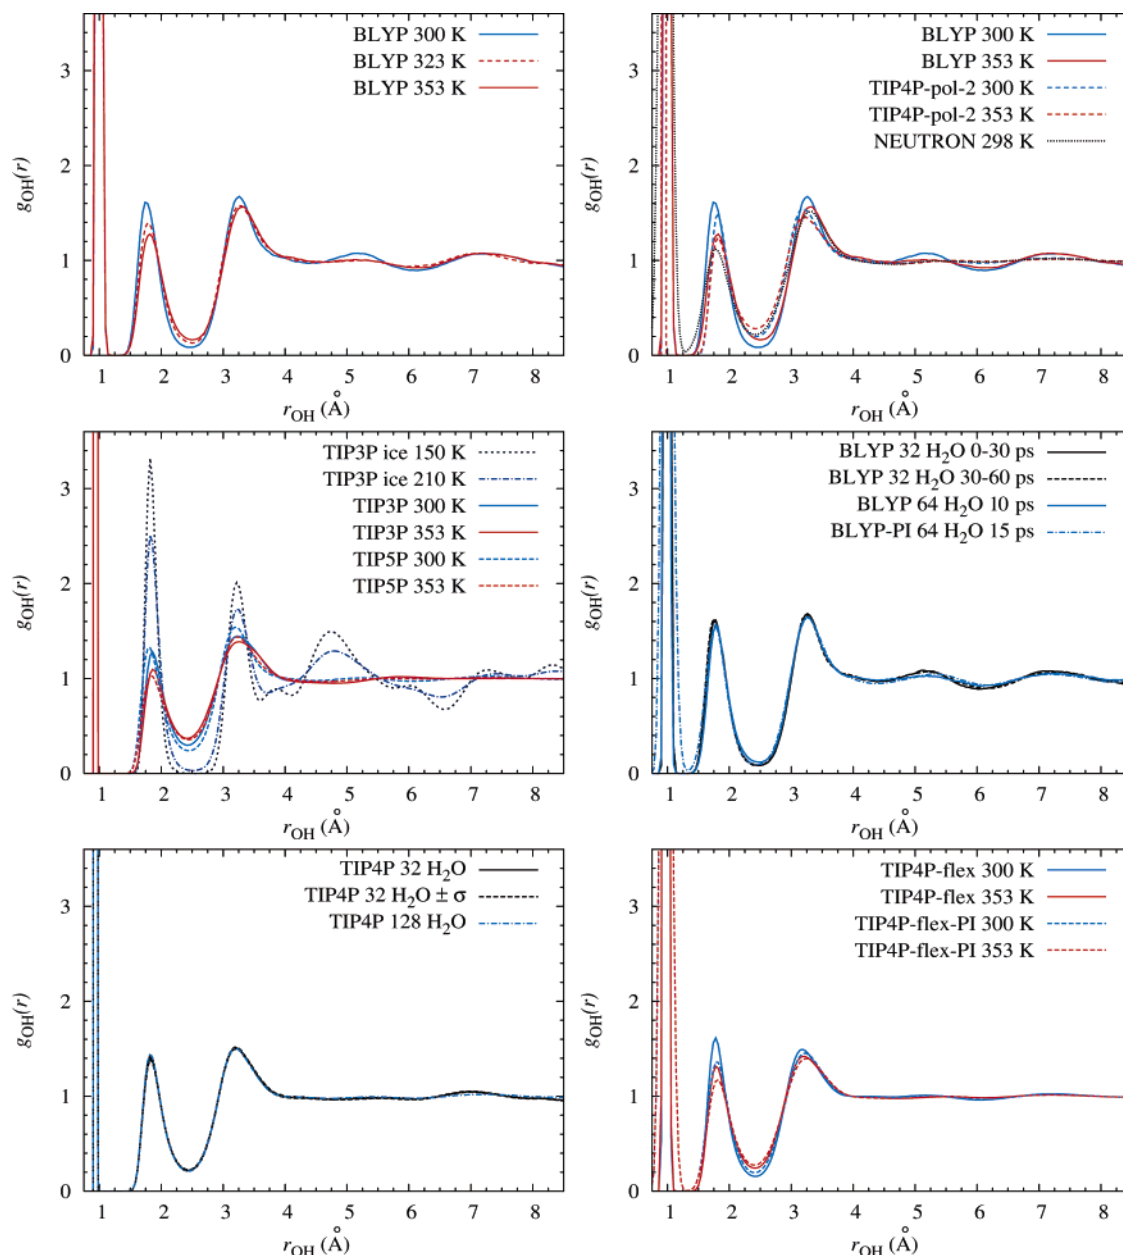 BLYP 300 K
BLYP 323 K
BLYP 353 K
3
2
1
0
g_OH(r)
1 2 3 4 5 6 7 8
r_OH (Å)
BLYP 300 K
BLYP 353 K
TIP4P-pol-2 300 K
TIP4P-pol-2 353 K
NEUTRON 298 K
3
2
1
0
g_OH(r)
1 2 3 4 5 6 7 8
r_OH (Å)
TIP3P ice 150 K
TIP3P ice 210 K
TIP3P 300 K
TIP3P 353 K
TIP5P 300 K
TIP5P 353 K
3
2
1
0
g_OH(r)
1 2 3 4 5 6 7 8
r_OH (Å)
BLYP 32 H₂O 0-30 ps
BLYP 32 H₂O 30-60 ps
BLYP 64 H₂O 10 ps
BLYP-PI 64 H₂O 15 ps
3
2
1
0
g_OH(r)
1 2 3 4 5 6 7 8
r_OH (Å)
TIP4P 32 H₂O
TIP4P 32 H₂O ± σ
TIP4P 128 H₂O
3
2
1
0
g_OH(r)
1 2 3 4 5 6 7 8
r_OH (Å)
TIP4P-flex 300 K
TIP4P-flex 353 K
TIP4P-flex-PI 300 K
TIP4P-flex-PI 353 K
3
2
1
0
g_OH(r)
1 2 3 4 5 6 7 8
r_OH (Å)